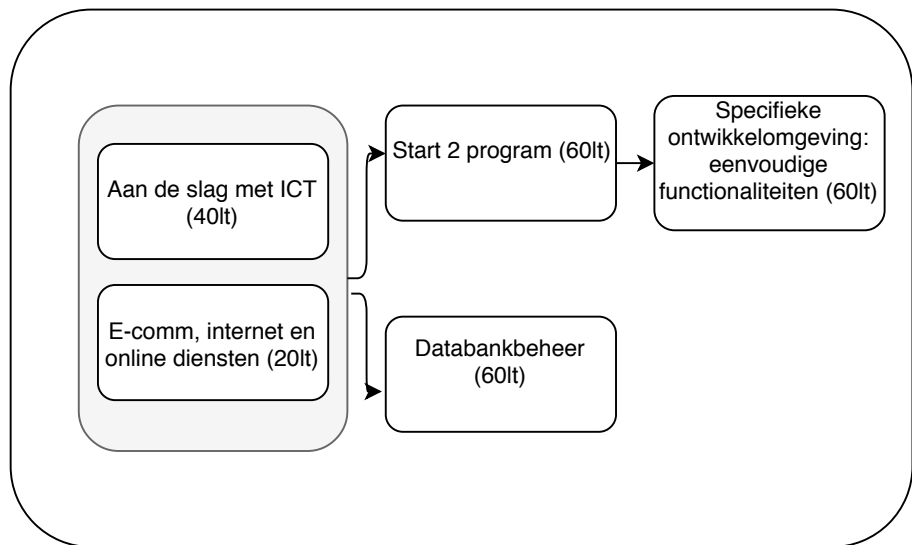 Aan de slag met ICT
(40lt)
E-comm, internet en
online diensten (20lt)
Start 2 program (60lt)
Specifieke
ontwikkelomgeving:
eenvoudige
functionaliteiten (60lt)
Databankbeheer
(60lt)